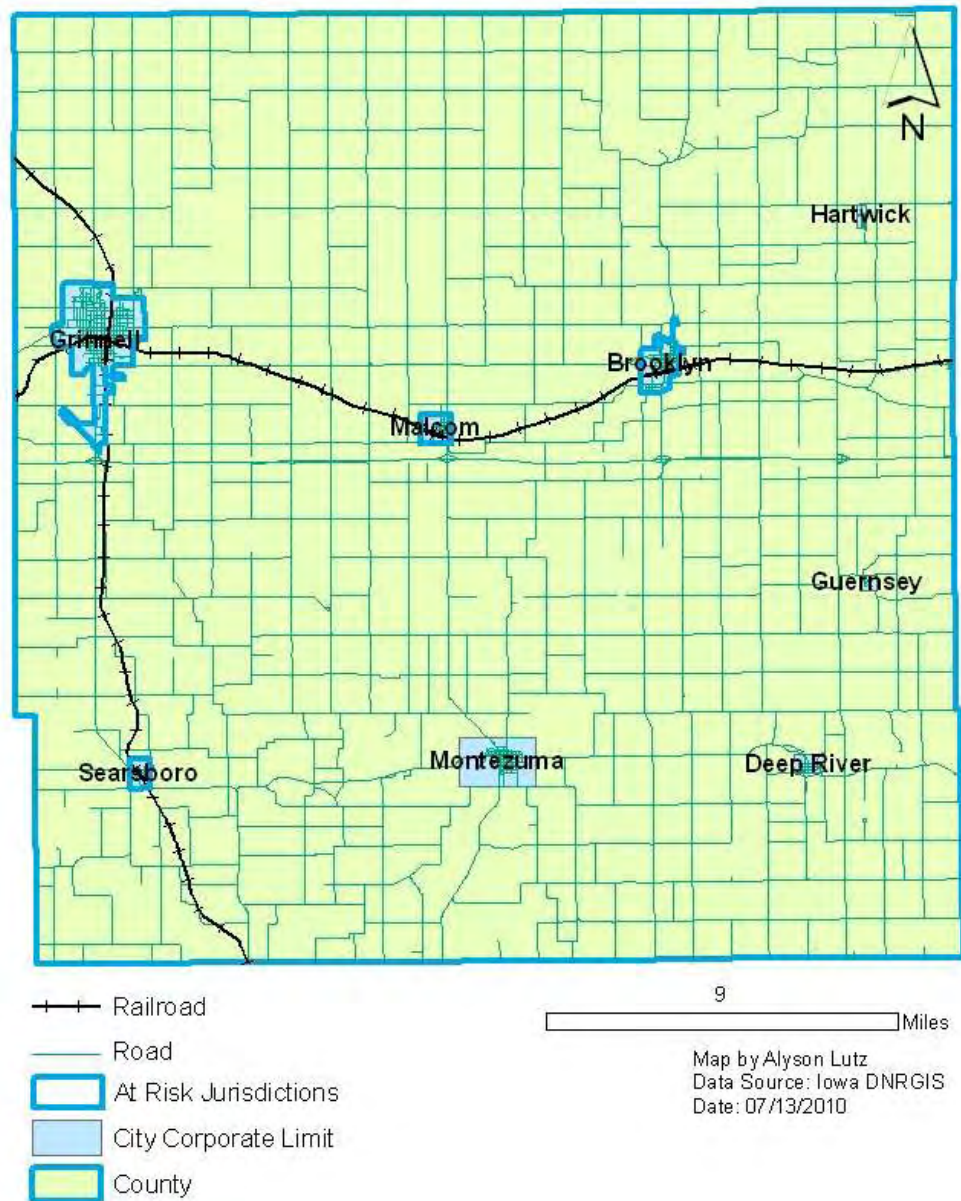 N
Hartwick
Grinnell
Brooklyn
Malcom
Guernsey
Searsboro
Montezuma
Deep River
Railroad
Road
At Risk Jurisdictions
City Corporate Limit
County
9
Miles
Map by Alyson Lutz
Data Source: Iowa DNRGIS
Date: 07/13/2010